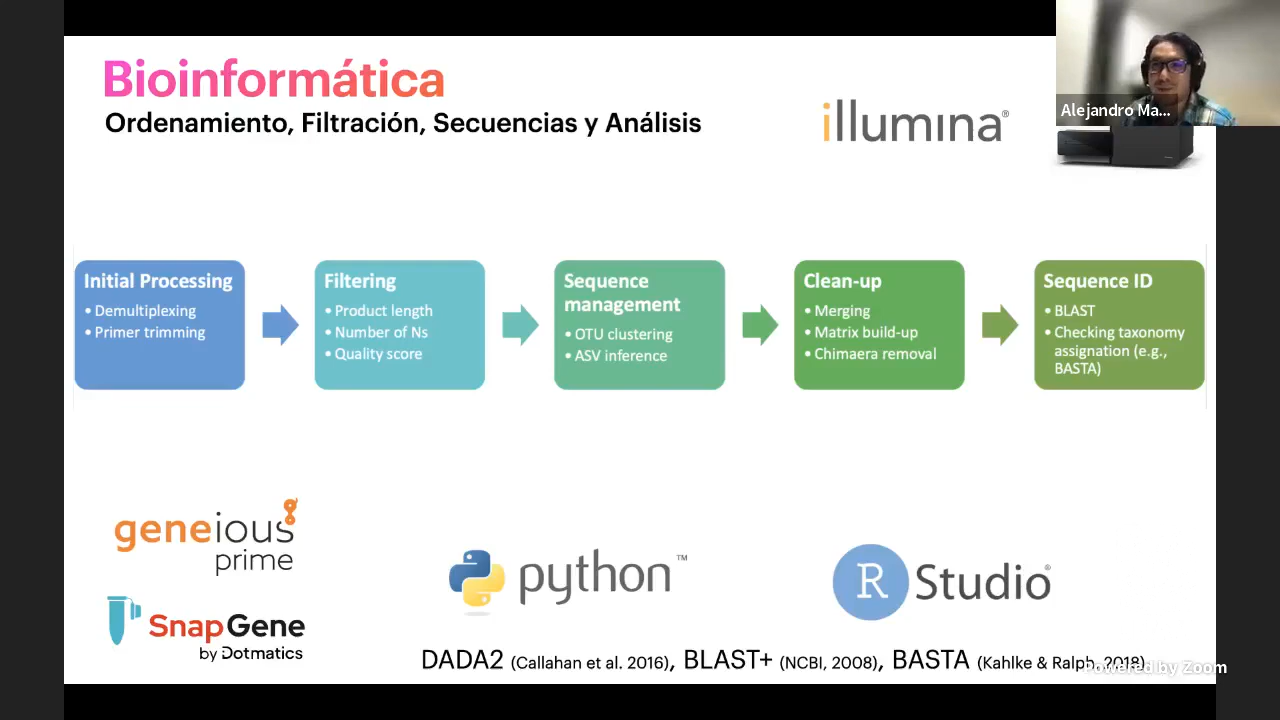 Bioinformática
Ordenamiento, Filtración, Secuencias y Análisis
illumina®
Alejandro Ma...
Initial Processing
• Demultiplexing
• Primer trimming
Filtering
• Product length
• Number of Ns
• Quality score
Sequence
management
• OTU clustering
• ASV inference
Clean-up
• Merging
• Matrix build-up
• Chimaera removal
Sequence ID
• BLAST
• Checking taxonomy
assignation (e.g.,
BASTA)
geneious
prime
SnapGene
by Dotmatics
python™
R Studio®
DADA2 (Callahan et al. 2016), BLAST+ (NCBI, 2008), BASTA (Kahlke & Ralph, 2018)
Powered by Zoom